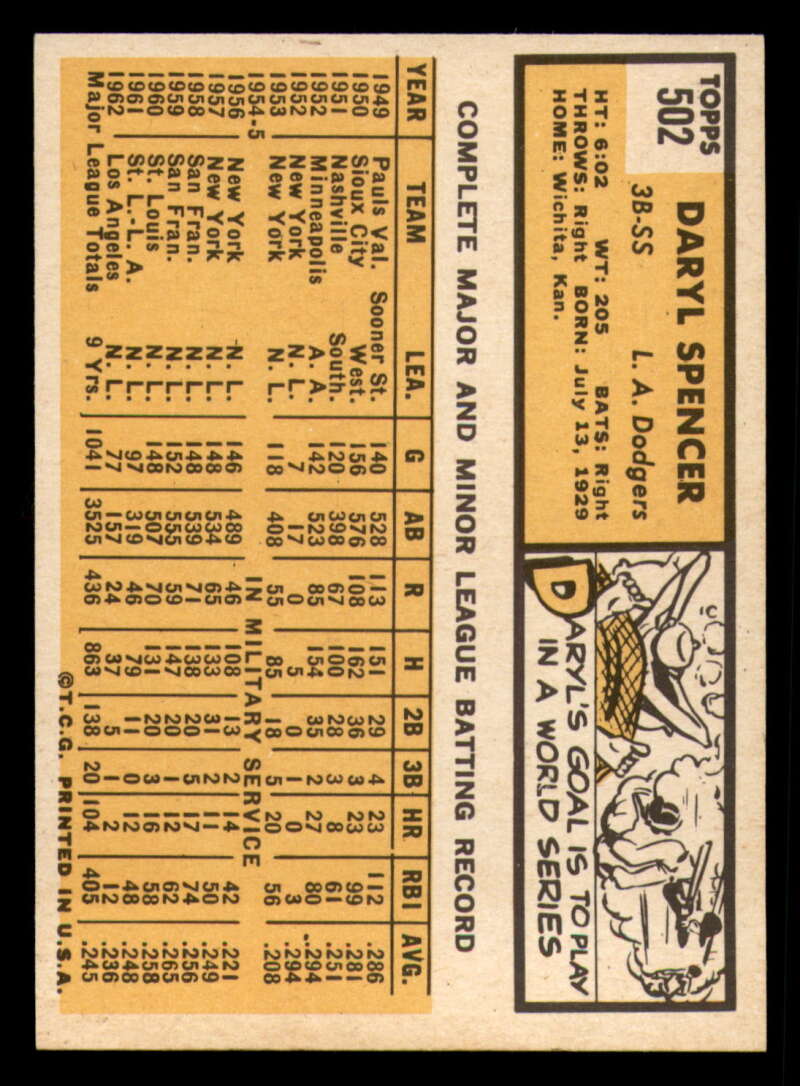 TOPPS
502
DARYL SPENCER
3B-SS L. A. Dodgers
HT: 6:02 WT: 205 BATS: Right
THROWS: Right BORN: July 13, 1929
HOME: Wichita, Kan.
DARYL'S GOAL IS TO PLAY
IN A WORLD SERIES
COMPLETE MAJOR AND MINOR LEAGUE BATTING RECORD
YEAR TEAM LEA. G AB R H 2B 3B HR RBI AVG.
1949 Pauls Val. Sooner St. 140 528 113 151 29 4 23 112 .286
1950 Sioux City West. 156 576 108 162 36 3 23 99 .281
1951 Nashville South. 120 398 67 100 28 3 8 61 .251
1952 Minneapolis A. A. 142 523 85 154 35 2 27 80 .294
1952 New York N. L. 7 17 0 5 0 1 0 3 .294
1953 New York N. L. 118 408 55 85 18 5 20 56 .208
1954-5 IN MILITARY SERVICE
1956 New York N. L. 146 489 46 108 13 2 14 42 .221
1957 New York N. L. 148 534 65 133 31 2 11 50 .249
1958 San Fran. N. L. 148 539 71 138 20 5 17 74 .256
1959 San Fran. N. L. 152 555 59 147 20 1 12 62 .265
1960 St. Louis N. L. 148 507 70 131 20 3 16 58 .258
1961 St. L.-L. A. N. L. 97 319 46 79 11 0 12 48 .248
1962 Los Angeles N. L. 77 157 24 37 5 1 2 12 .236
Major League Totals 9 Yrs. 1041 3525 436 863 138 20 104 405 .245
©T.C.G. PRINTED IN U.S.A.